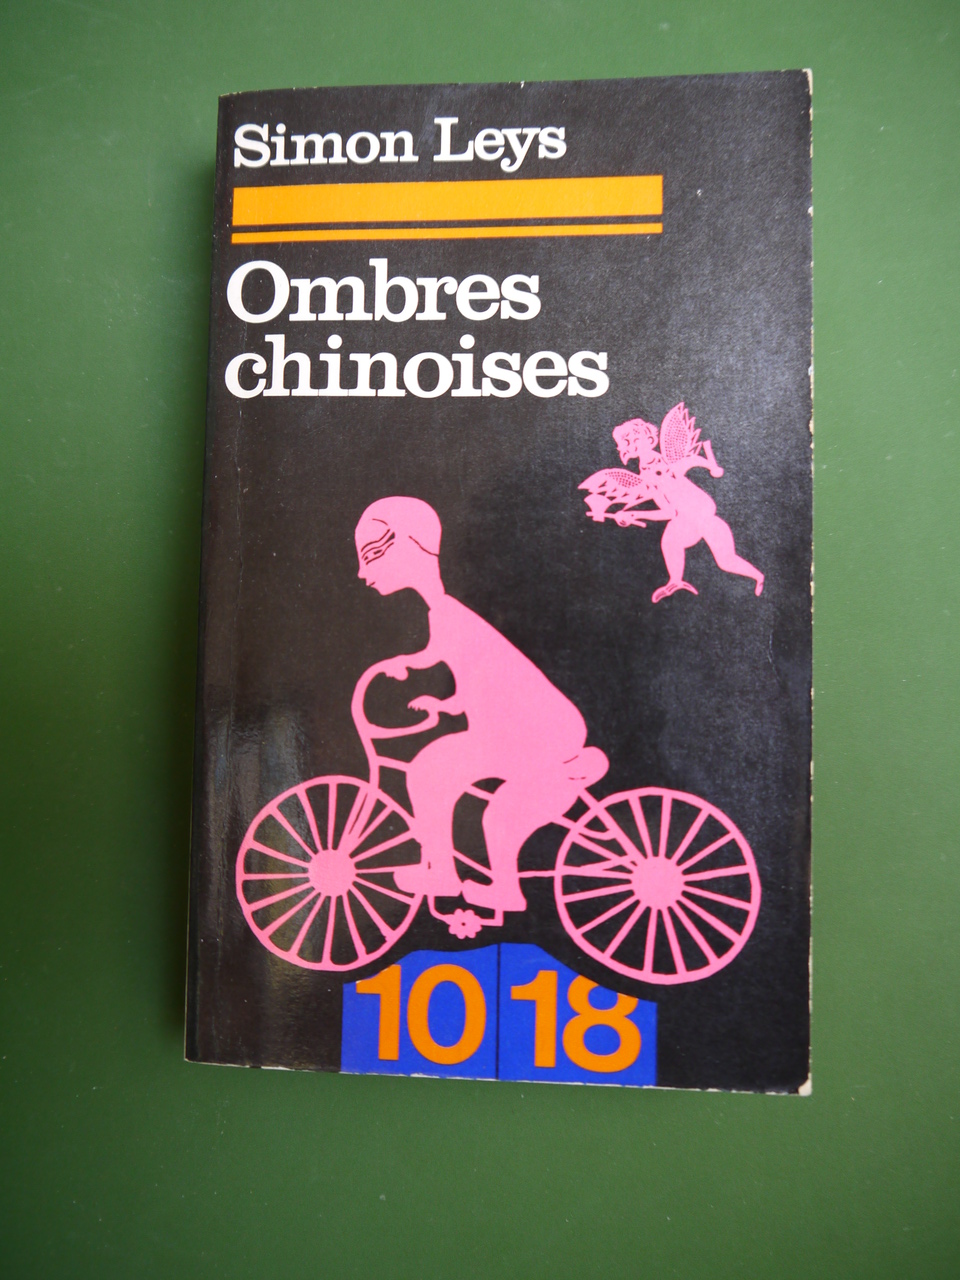 Simon Leys
Ombres
chinoises
10 18